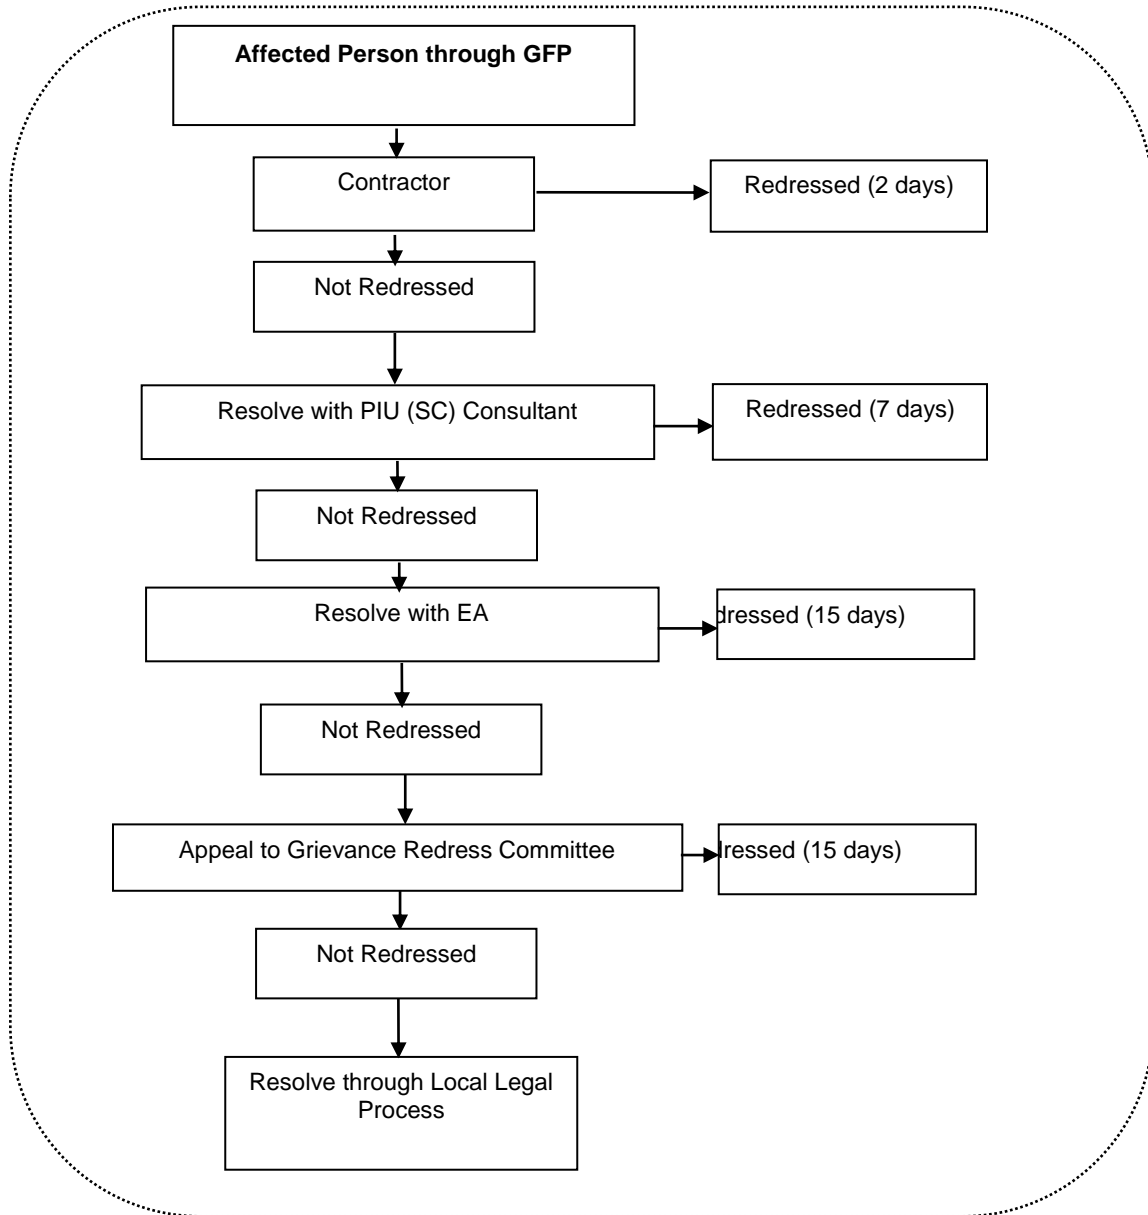 Affected Person through GFP
Contractor
Redressed (2 days)
Not Redressed
Resolve with PIU (SC) Consultant
Redressed (7 days)
Not Redressed
Resolve with EA
dressed (15 days)
Not Redressed
Appeal to Grievance Redress Committee
dressed (15 days)
Not Redressed
Resolve through Local Legal
Process